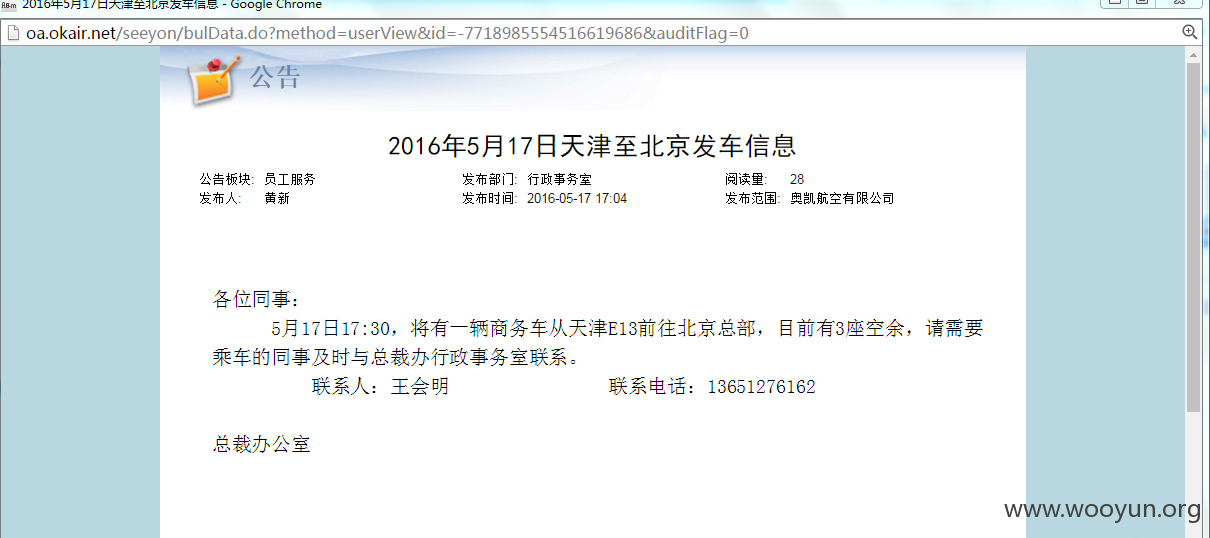 2016年5月17日天津至北京发车信息 - Google Chrome
oa.okair.net/seeyon/bulData.do?method=userView&id=-7718985554516619686&auditFlag=0
公告
2016年5月17日天津至北京发车信息
公告板块: 员工服务 发布部门: 行政事务室 阅读量: 28
发布人: 黄新 发布时间: 2016-05-17 17:04 发布范围: 奥凯航空有限公司
各位同事：
5月17日17:30，将有一辆商务车从天津E13前往北京总部，目前有3座空余，请需要
乘车的同事及时与总裁办行政事务室联系。
联系人：王会明 联系电话：13651276162
总裁办公室
www.wooyun.org